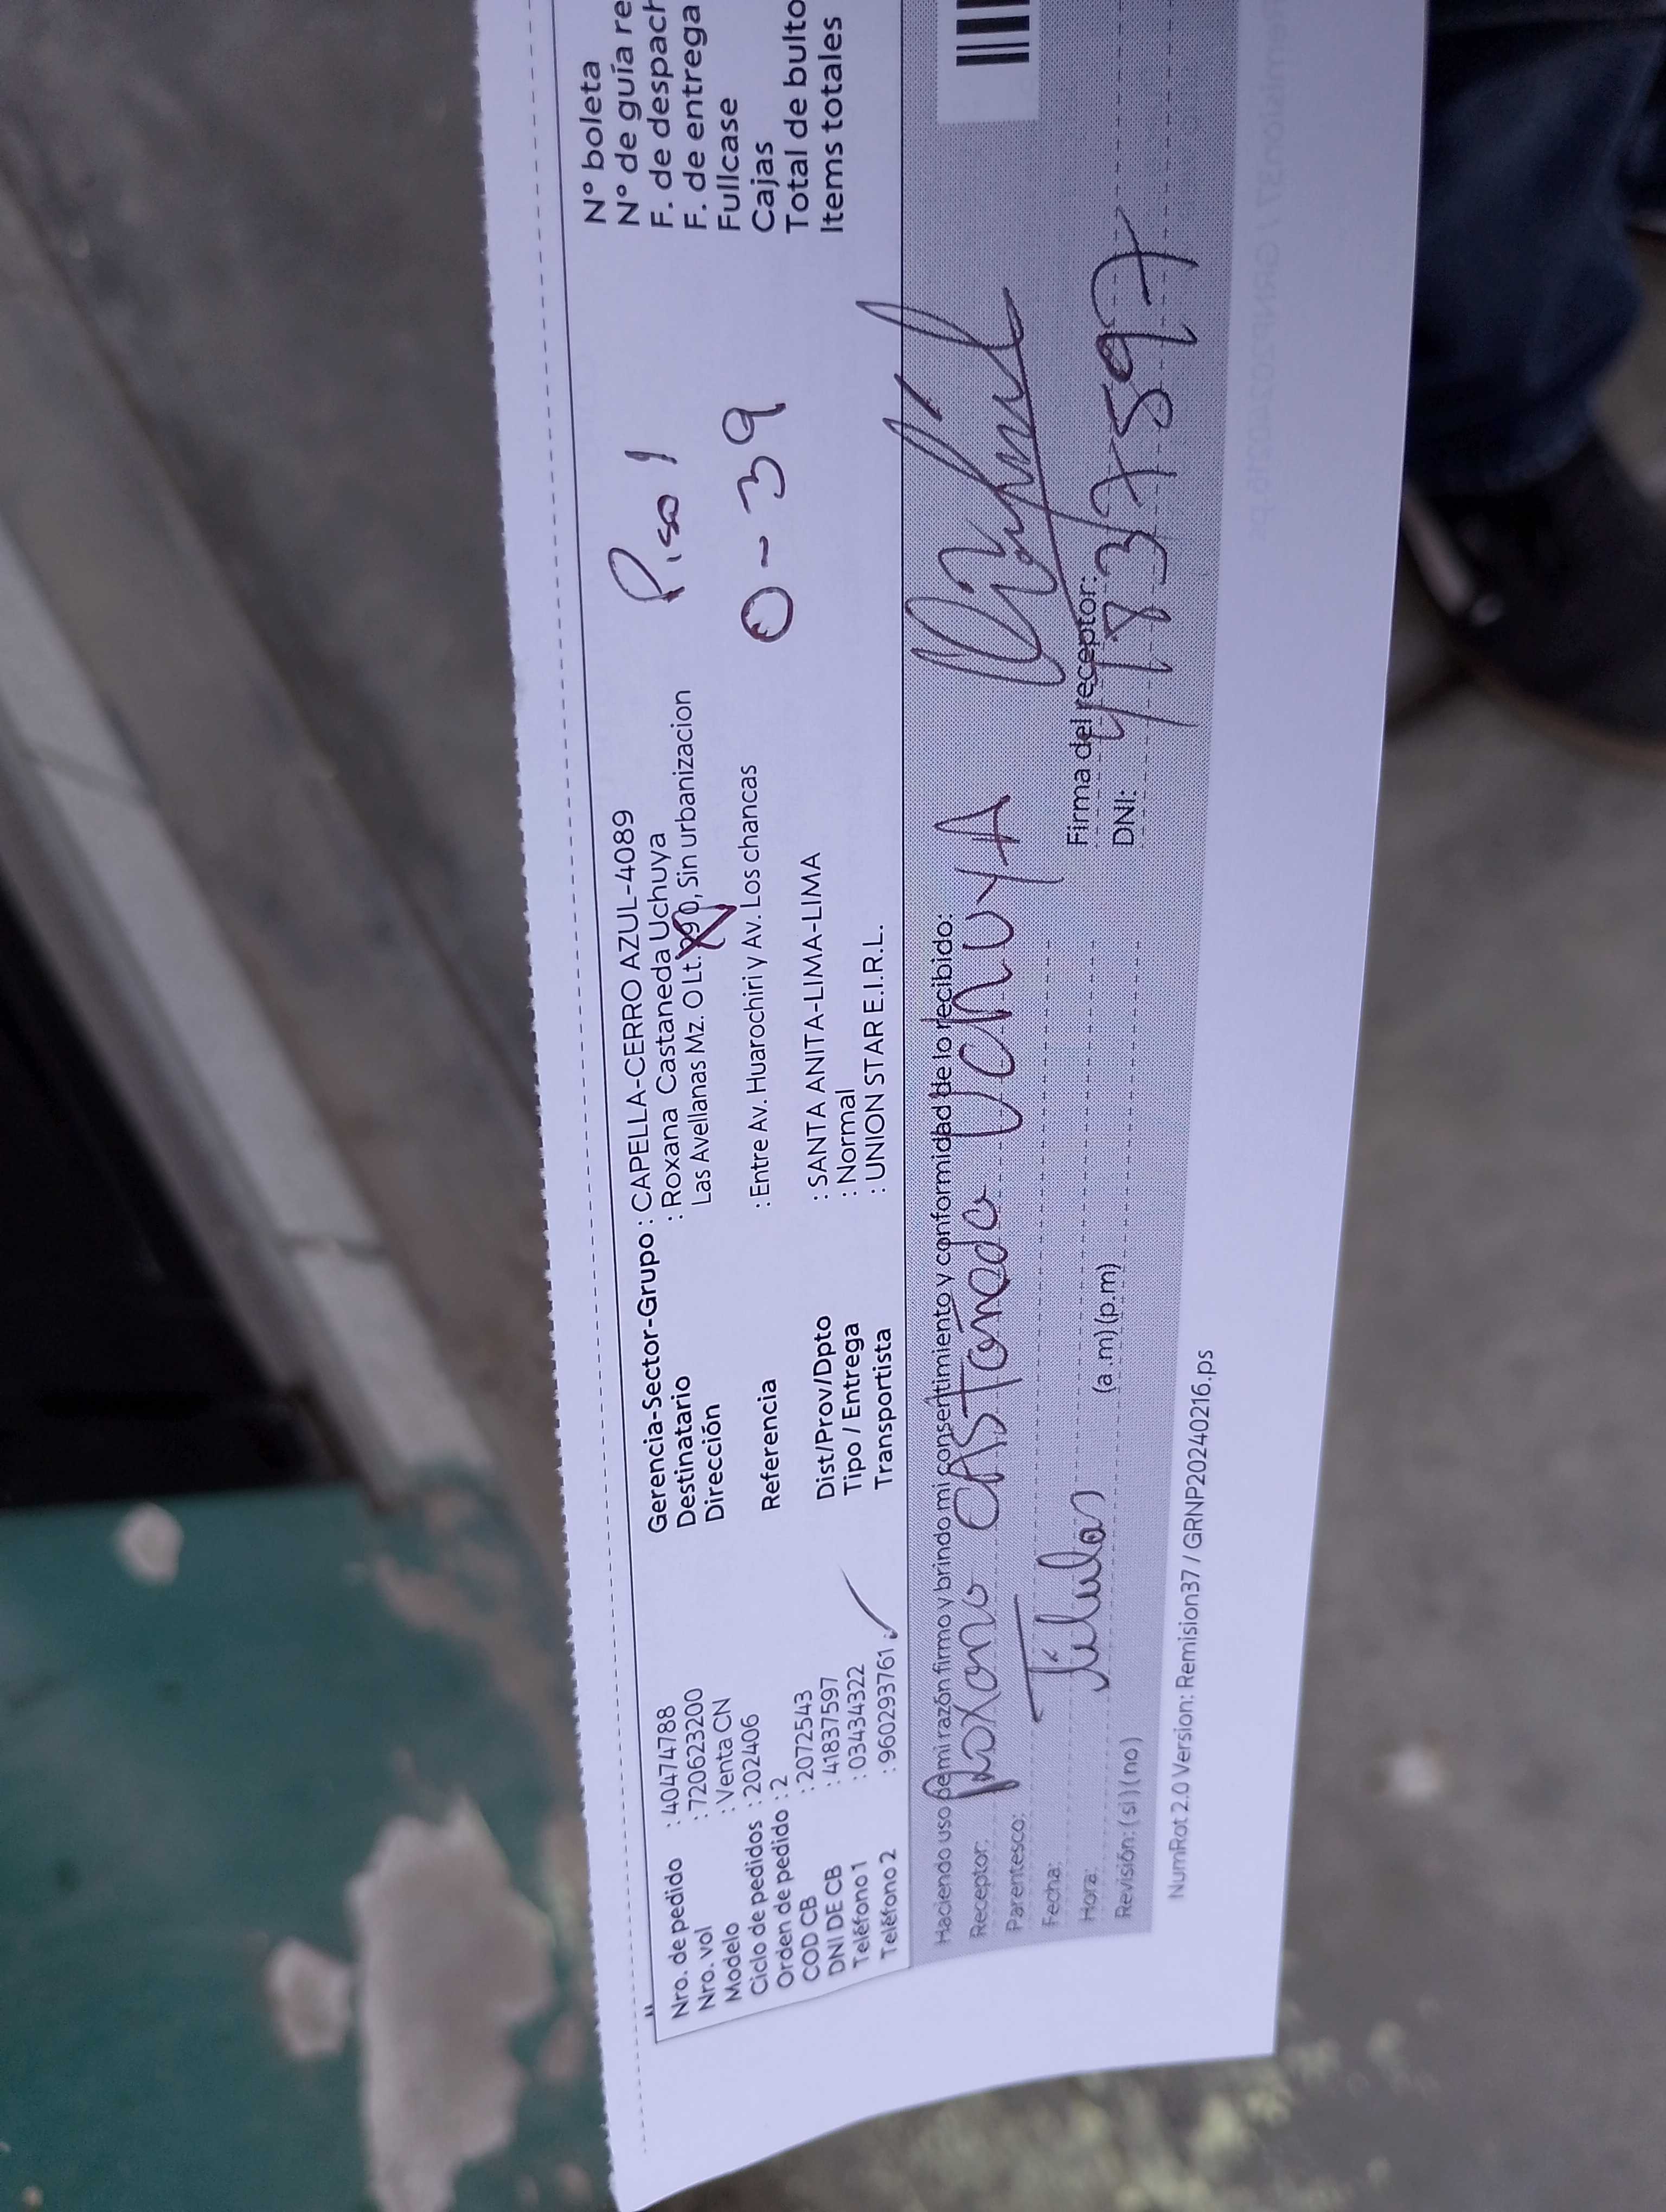 Nro. de pedido : 40474788
Nro. vol : 720623200
Modelo : Venta CN
Ciclo de pedidos : 202406
Orden de pedido : 2
COD CB : 2072543
DNI DE CB : 41837597
Teléfono 1 : 03434322
Teléfono 2 : 960293761
Gerencia-Sector-Grupo : CAPELLA-CERRO AZUL-4089
Destinatario : Roxana Castaneda Uchuya
Dirección Las Avellanas Mz. O Lt. 990, Sin urbanizacion
Referencia : Entre Av. Huarochiri y Av. Los chancas
Dist/Prov/Dpto : SANTA ANITA-LIMA-LIMA
Tipo / Entrega : Normal
Transportista : UNION STAR E.I.R.L.
Piso 1
O - 39
N° boleta
N° de guía re
F. de despach
F. de entrega
Fullcase
Cajas
Total de bulto
Items totales
Haciendo uso de mi razón firmo y brindo mi consentimiento y conformidad de lo recibido:
Receptor: Roxana CASTAñeda UchuyA
Parentesco: Titular
Fecha:
Hora: (a.m) (p.m)
Revisión: ( si ) ( no )
Firma del receptor:
DNI: 41837597
NumRot 2.0 Version: Remision37 / GRNP20240216.ps